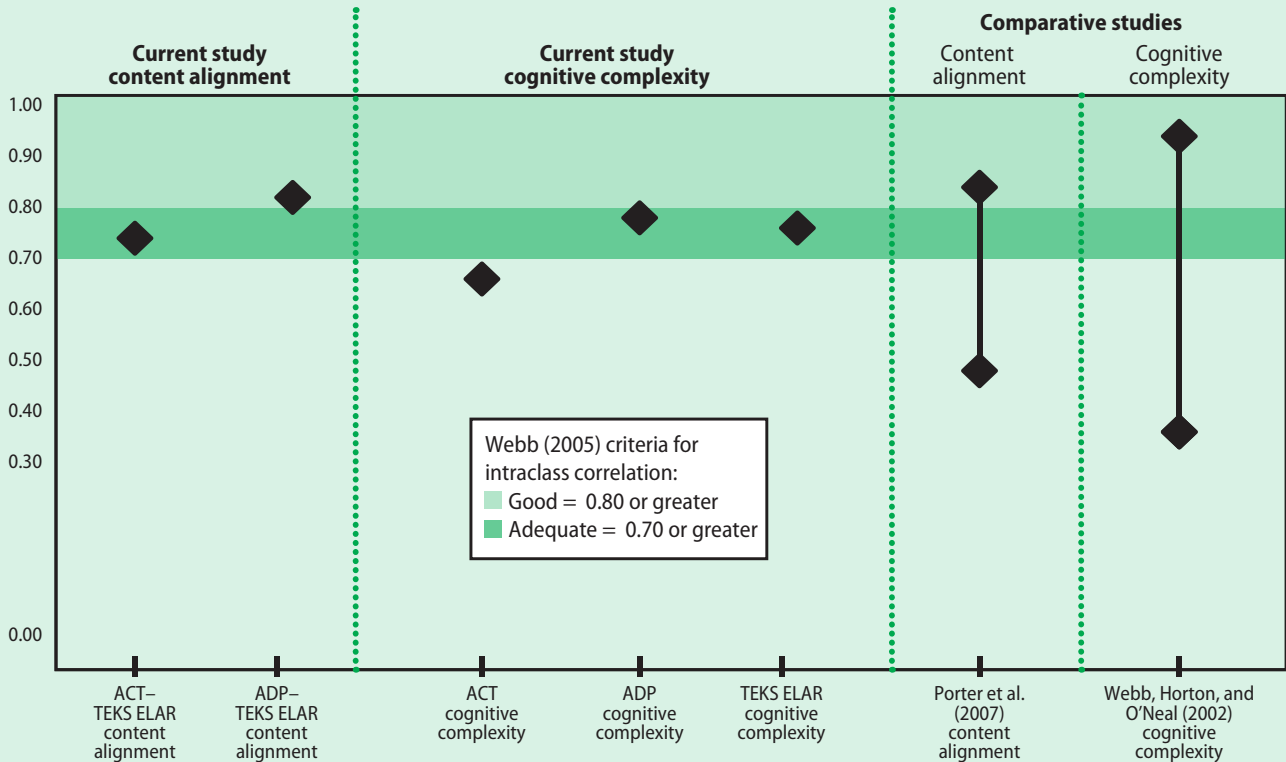 Comparative studies
Current study
content alignment
Current study
cognitive complexity
Content
alignment
Cognitive
complexity
1.00
0.90
0.80
0.70
0.60
0.50
0.40
0.30
0.00
Webb (2005) criteria for
intraclass correlation:
Good = 0.80 or greater
Adequate = 0.70 or greater
ACT–
TEKS ELAR
content
alignment
ADP–
TEKS ELAR
content
alignment
ACT
cognitive
complexity
ADP
cognitive
complexity
TEKS ELAR
cognitive
complexity
Porter et al.
(2007)
content
alignment
Webb, Horton, and
O'Neal (2002)
cognitive
complexity